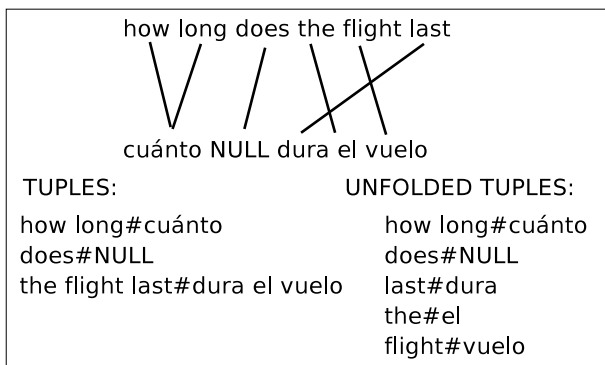 how long does the flight last
cuánto NULL dura el vuelo
TUPLES:
how long#cuánto
does#NULL
the flight last#dura el vuelo
UNFOLDED TUPLES:
how long#cuánto
does#NULL
last#dura
the#el
flight#vuelo